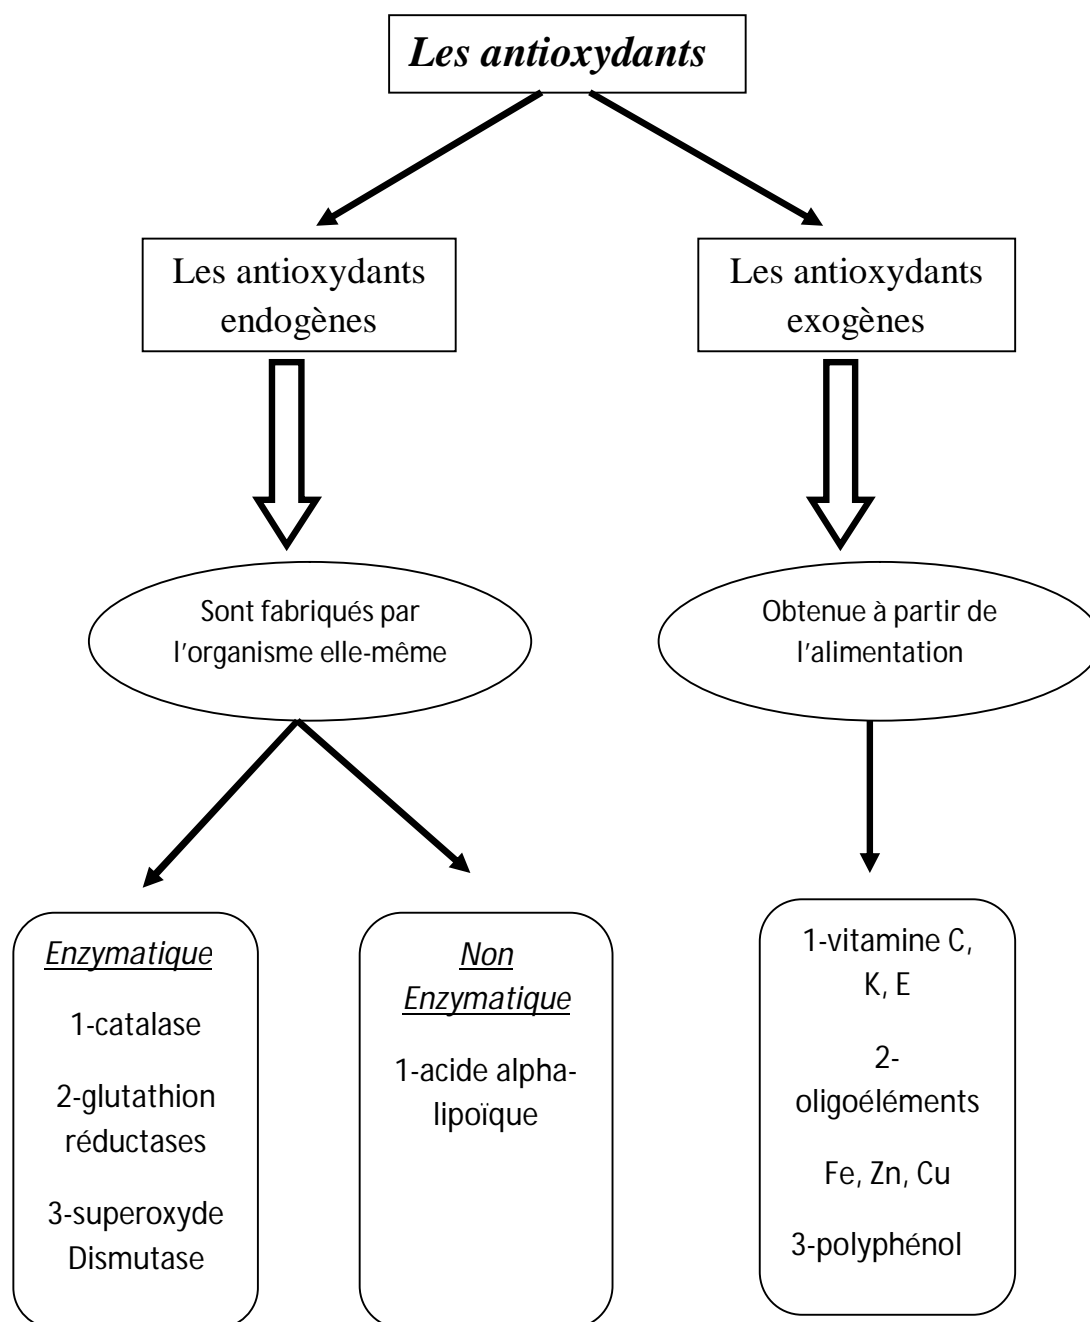 Les antioxydants
Les antioxydants
endogènes
Les antioxydants
exogènes
Sont fabriqués par
l'organisme elle-même
Obtenue à partir de
l'alimentation
Enzymatique
1-catalase
2-glutathion
réductases
3-superoxyde
Dismutase
Non
Enzymatique
1-acide alpha-
lipoïque
1-vitamine C,
K, E
2-
oligoéléments
Fe, Zn, Cu
3-polyphénol